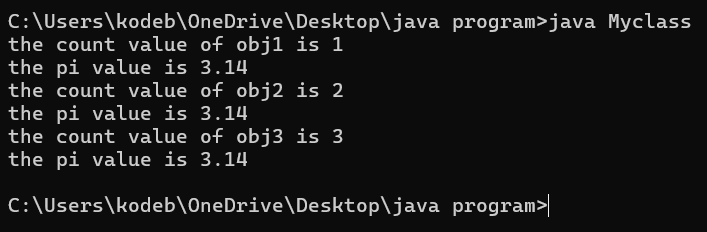 C:\Users\kodeb\OneDrive\Desktop\java program>java Myclass
the count value of obj1 is 1
the pi value is 3.14
the count value of obj2 is 2
the pi value is 3.14
the count value of obj3 is 3
the pi value is 3.14
C:\Users\kodeb\OneDrive\Desktop\java program>